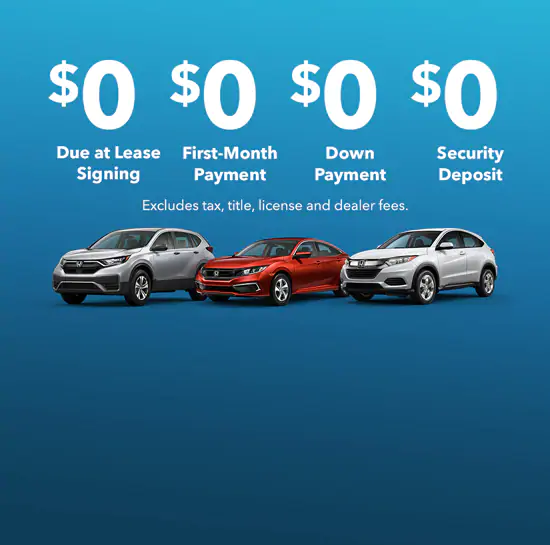 $0 $0 $0 $0
Due at Lease First-Month Down Security
Signing Payment Payment Deposit
Excludes tax, title, license and dealer fees.